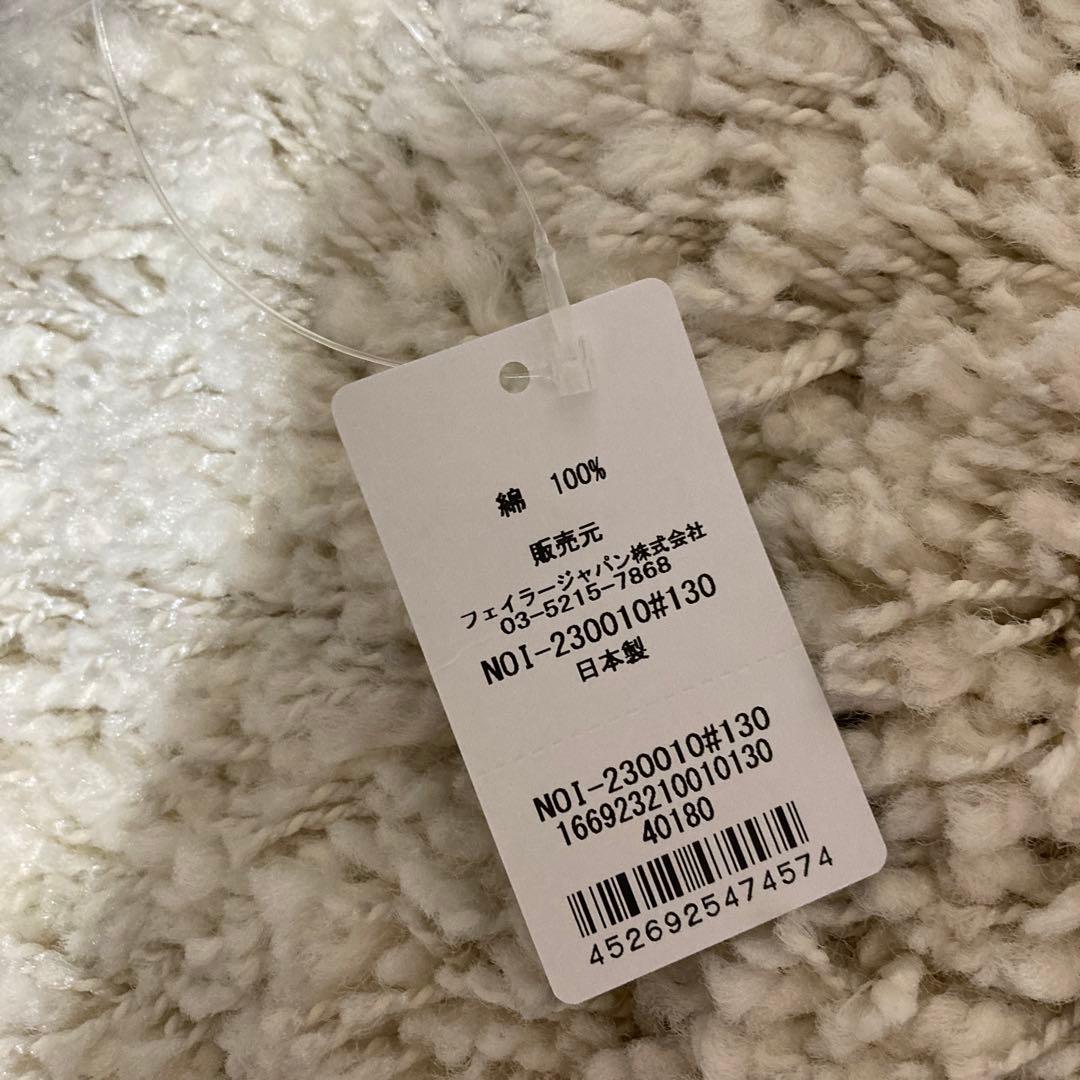 綿 100%
販売元
フェイラージャパン株式会社
03-5215-7868
NOI-230010#130
日本製
NOI-230010#130
166923210010130
40180
4526925474574